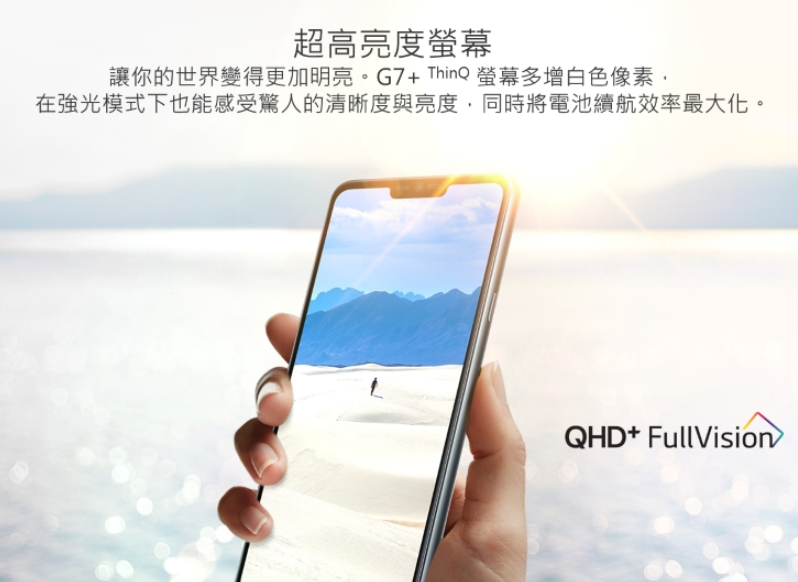 超高亮度螢幕
讓你的世界變得更加明亮。G7+ ThinQ 螢幕多增白色像素，
在強光模式下也能感受驚人的清晰度與亮度，同時將電池續航效率最大化。
QHD+ FullVision